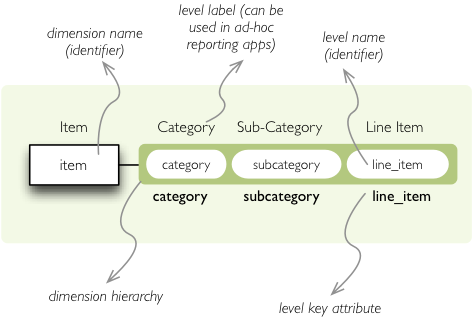 dimension name
(identifier)
level label (can be
used in ad-hoc
reporting apps)
level name
(identifier)
Item
Category
Sub-Category
Line Item
item
category
subcategory
line_item
category
subcategory
line_item
dimension hierarchy
level key attribute